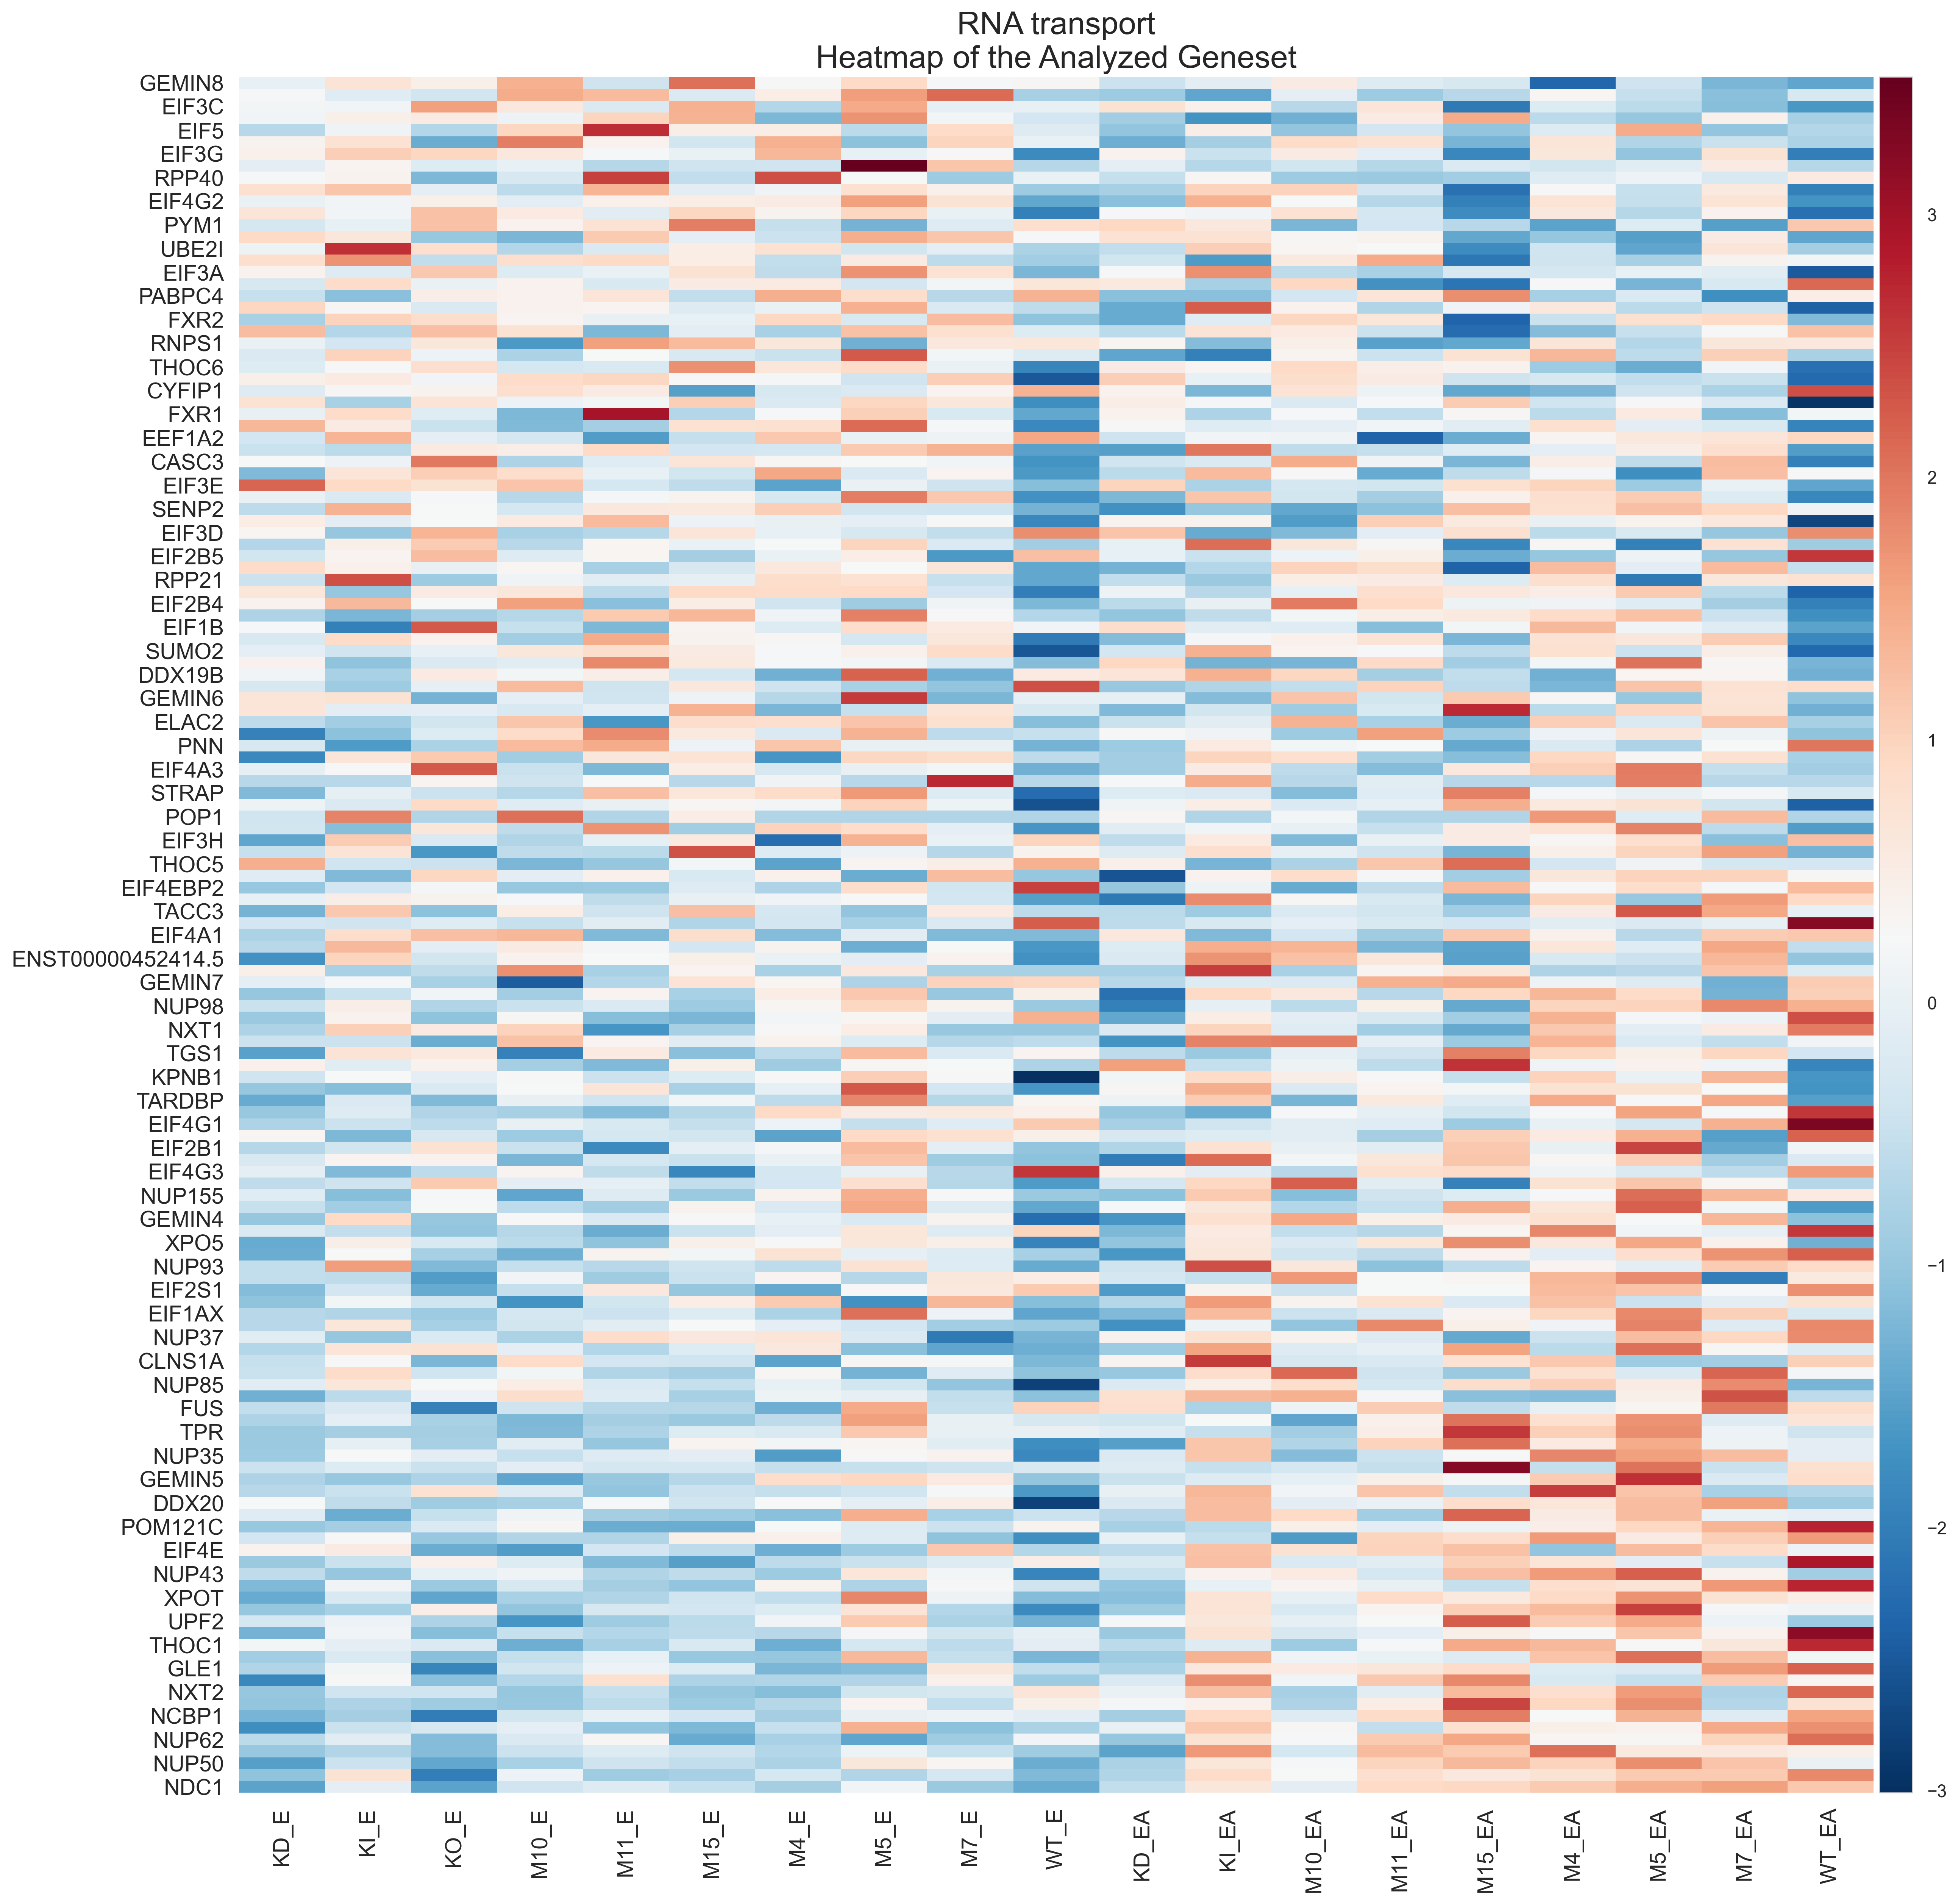 RNA transport
Heatmap of the Analyzed Geneset
GEMIN8
EIF3C
EIF5
EIF3G
RPP40
EIF4G2
PYM1
UBE2I
EIF3A
PABPC4
FXR2
RNPS1
THOC6
CYFIP1
FXR1
EEF1A2
CASC3
EIF3E
SENP2
EIF3D
EIF2B5
RPP21
EIF2B4
EIF1B
SUMO2
DDX19B
GEMIN6
ELAC2
PNN
EIF4A3
STRAP
POP1
EIF3H
THOC5
EIF4EBP2
TACC3
EIF4A1
ENST00000452414.5
GEMIN7
NUP98
NXT1
TGS1
KPNB1
TARDBP
EIF4G1
EIF2B1
EIF4G3
NUP155
GEMIN4
XPO5
NUP93
EIF2S1
EIF1AX
NUP37
CLNS1A
NUP85
FUS
TPR
NUP35
GEMIN5
DDX20
POM121C
EIF4E
NUP43
XPOT
UPF2
THOC1
GLE1
NXT2
NCBP1
NUP62
NUP50
NDC1
KD_E
KI_E
KO_E
M10_E
M11_E
M15_E
M4_E
M5_E
M7_E
WT_E
KD_EA
KI_EA
M10_EA
M11_EA
M15_EA
M4_EA
M5_EA
M7_EA
WT_EA
3
2
1
0
−1
−2
−3